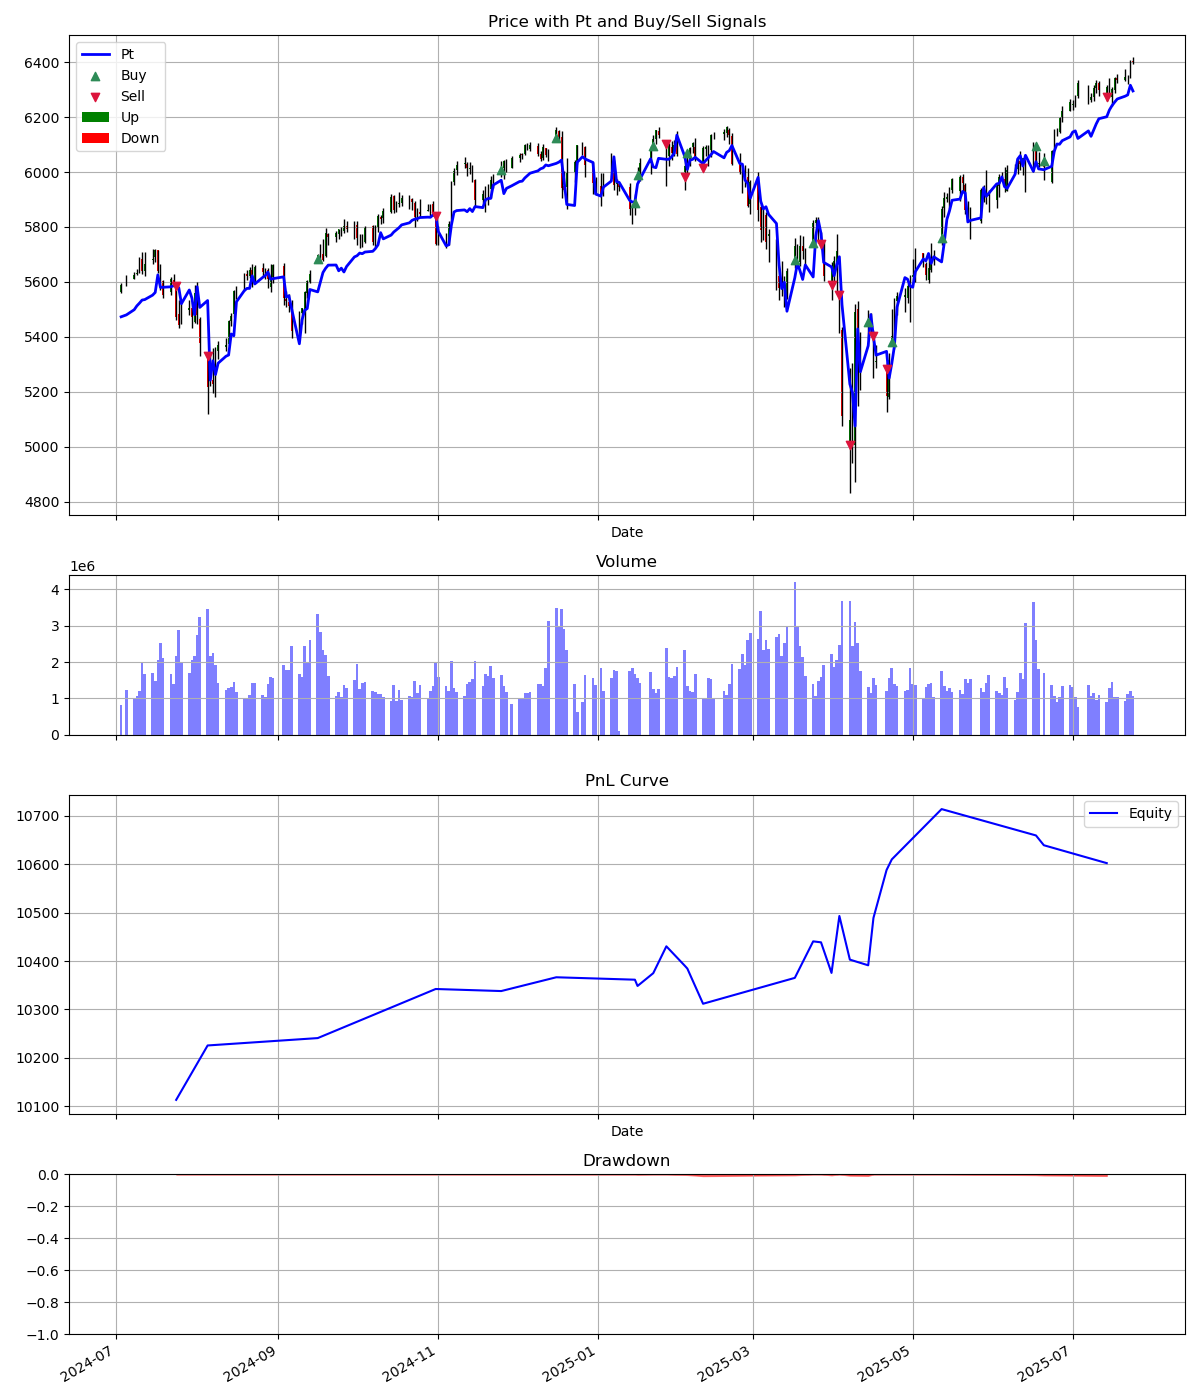 Price with Pt and Buy/Sell Signals
Pt
Buy
Sell
Up
Down
6400
6200
6000
5800
5600
5400
5200
5000
4800
Date
Volume
1e6
4
3
2
1
0
PnL Curve
Equity
10700
10600
10500
10400
10300
10200
10100
Date
Drawdown
0.0
−0.2
−0.4
−0.6
−0.8
−1.0
2024-07
2024-09
2024-11
2025-01
2025-03
2025-05
2025-07